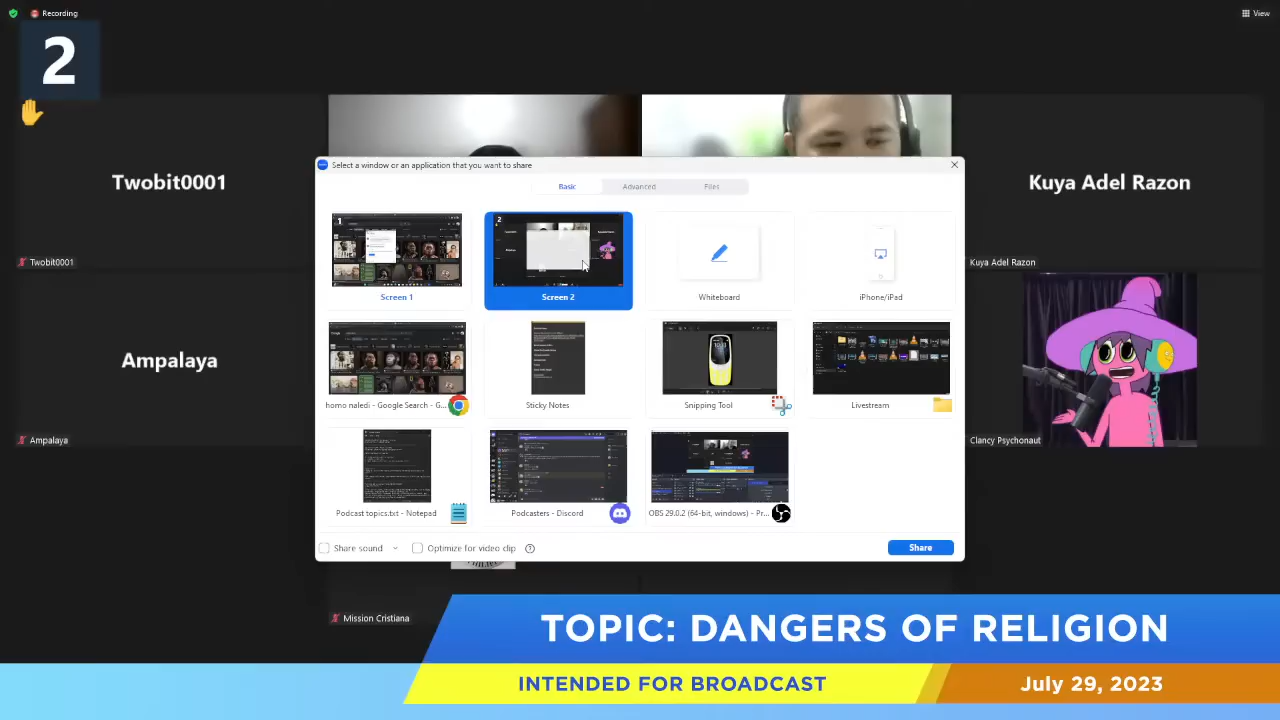 Recording
View
2
Twobit0001
Kuya Adel Razon
Select a window or an application that you want to share
Basic
Advanced
Files
1
2
Screen 1
Screen 2
Whiteboard
iPhone/iPad
Twobit0001
Kuya Adel Razon
Ampalaya
homo naledi - Google Search - G...
Sticky Notes
Snipping Tool
Livestream
Ampalaya
Clancy Psychonaut
Podcast topics.txt - Notepad
Podcasters - Discord
OBS 29.0.2 (64-bit, windows) - Pr...
Share sound
Optimize for video clip
Share
Mission Cristiana
TOPIC: DANGERS OF RELIGION
INTENDED FOR BROADCAST
July 29, 2023